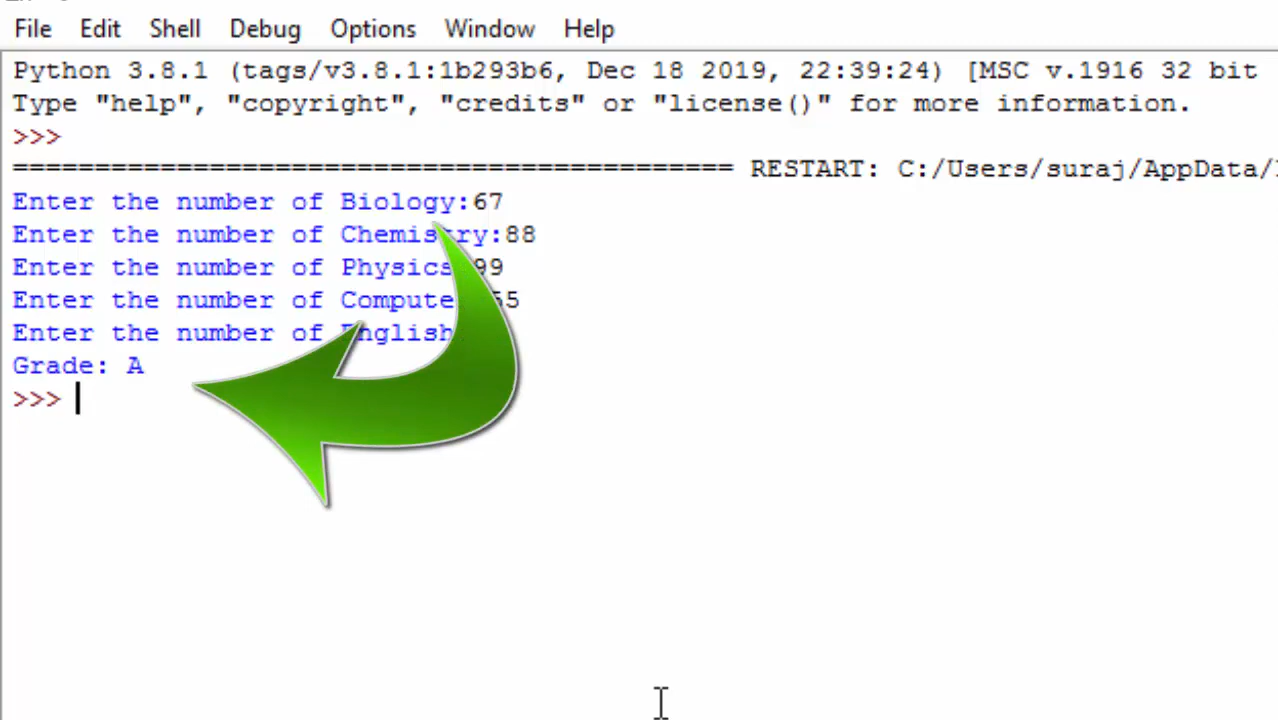 File Edit Shell Debug Options Window Help
Python 3.8.1 (tags/v3.8.1:1b293b6, Dec 18 2019, 22:39:24) [MSC v.1916 32 bit
Type "help", "copyright", "credits" or "license()" for more information.
>>>
============================================ RESTART: C:/Users/suraj/AppData/
Enter the number of Biology:67
Enter the number of Chemistry:88
Enter the number of Physics 99
Enter the number of Compute 5
Enter the number of English
Grade: A
>>>